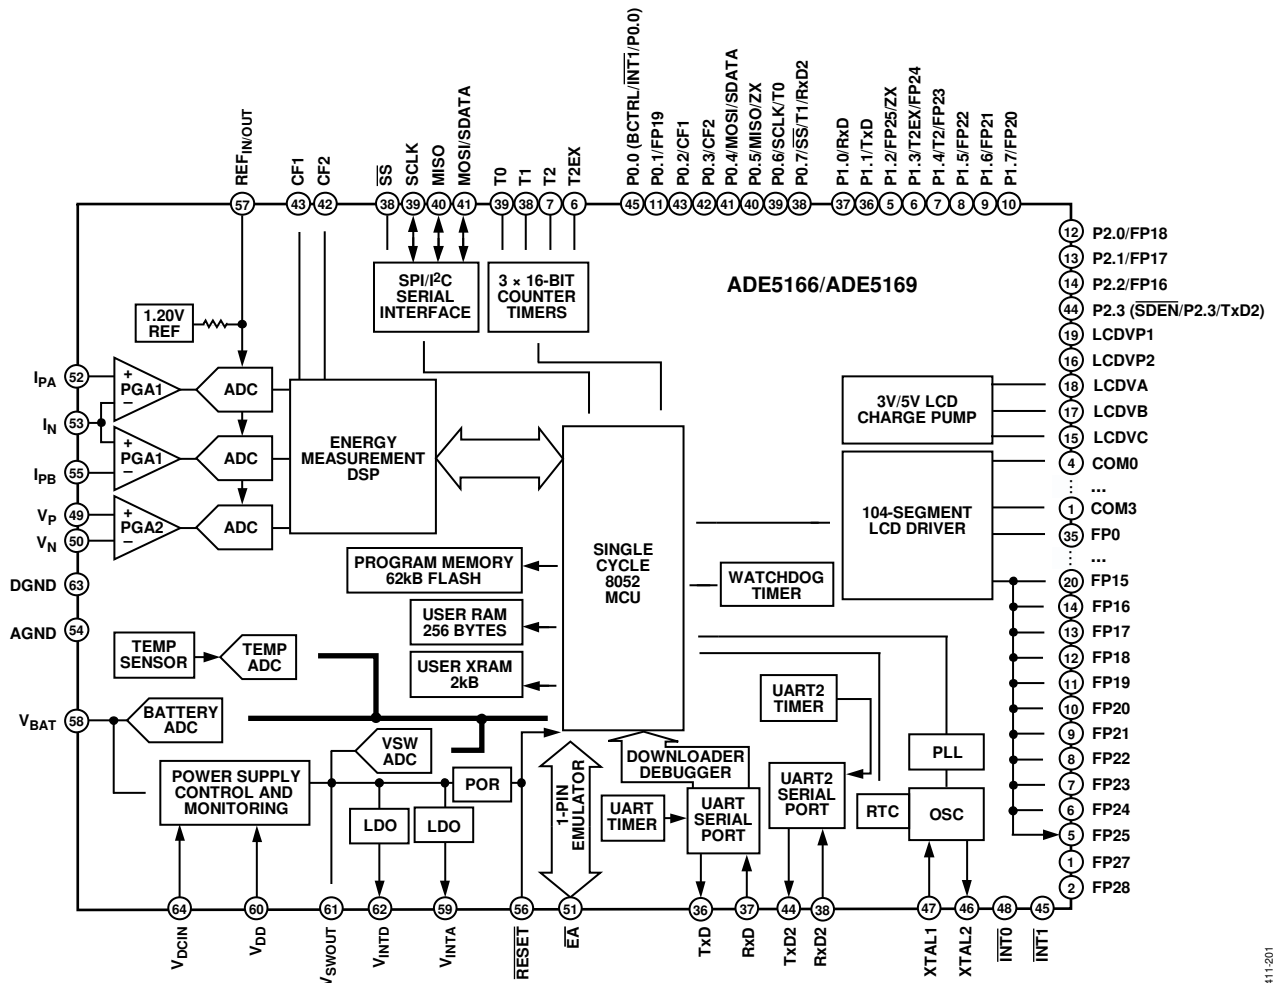 P0.0 (BCTRL/INT1/P0.0)
P0.1/FP19
P0.2/CF1
P0.3/CF2
P0.4/MOSI/SDATA
P0.5/MISO/ZX
P0.6/SCLK/T0
P0.7/SS/T1/RxD2
P1.0/RxD
P1.1/TxD
P1.2/FP25/ZX
P1.3/T2EX/FP24
P1.4/T2/FP23
P1.5/FP22
P1.6/FP21
P1.7/FP20
REFIN/OUT
CF1
CF2
SS
SCLK
MISO
MOSI/SDATA
T0
T1
T2
T2EX
57
43
42
38
39
40
41
39
38
7
6
45
11
43
42
41
40
39
38
37
36
5
6
7
8
9
10
12 P2.0/FP18
13 P2.1/FP17
14 P2.2/FP16
44 P2.3 (SDEN/P2.3/TxD2)
19 LCDVP1
16 LCDVP2
18 LCDVA
17 LCDVB
15 LCDVC
4 COM0
...
1 COM3
35 FP0
...
20 FP15
14 FP16
13 FP17
12 FP18
11 FP19
10 FP20
9 FP21
8 FP22
7 FP23
6 FP24
5 FP25
1 FP27
2 FP28
ADE5166/ADE5169
SPI/I2C
SERIAL
INTERFACE
3 × 16-BIT
COUNTER
TIMERS
1.20V
REF
IPA 52
IN 53
IPB 55
VP 49
VN 50
DGND 63
AGND 54
VBAT 58
+
PGA1
–
ADC
+
PGA1
–
ADC
+
PGA2
–
ADC
ENERGY
MEASUREMENT
DSP
3V/5V LCD
CHARGE PUMP
104-SEGMENT
LCD DRIVER
SINGLE
CYCLE
8052
MCU
PROGRAM MEMORY
62kB FLASH
USER RAM
256 BYTES
USER XRAM
2kB
WATCHDOG
TIMER
TEMP
SENSOR
TEMP
ADC
BATTERY
ADC
VSW
ADC
POWER SUPPLY
CONTROL AND
MONITORING
POR
LDO
LDO
1-PIN
EMULATOR
DOWNLOADER
DEBUGGER
UART
TIMER
UART
SERIAL
PORT
UART2
TIMER
UART2
SERIAL
PORT
PLL
RTC
OSC
64
60
61
62
59
56
51
36
37
44
38
47
46
48
45
VDCIN
VDD
VSWOUT
VINTD
VINTA
RESET
EA
TxD
RxD
TxD2
RxD2
XTAL1
XTAL2
INT0
INT1
411-201